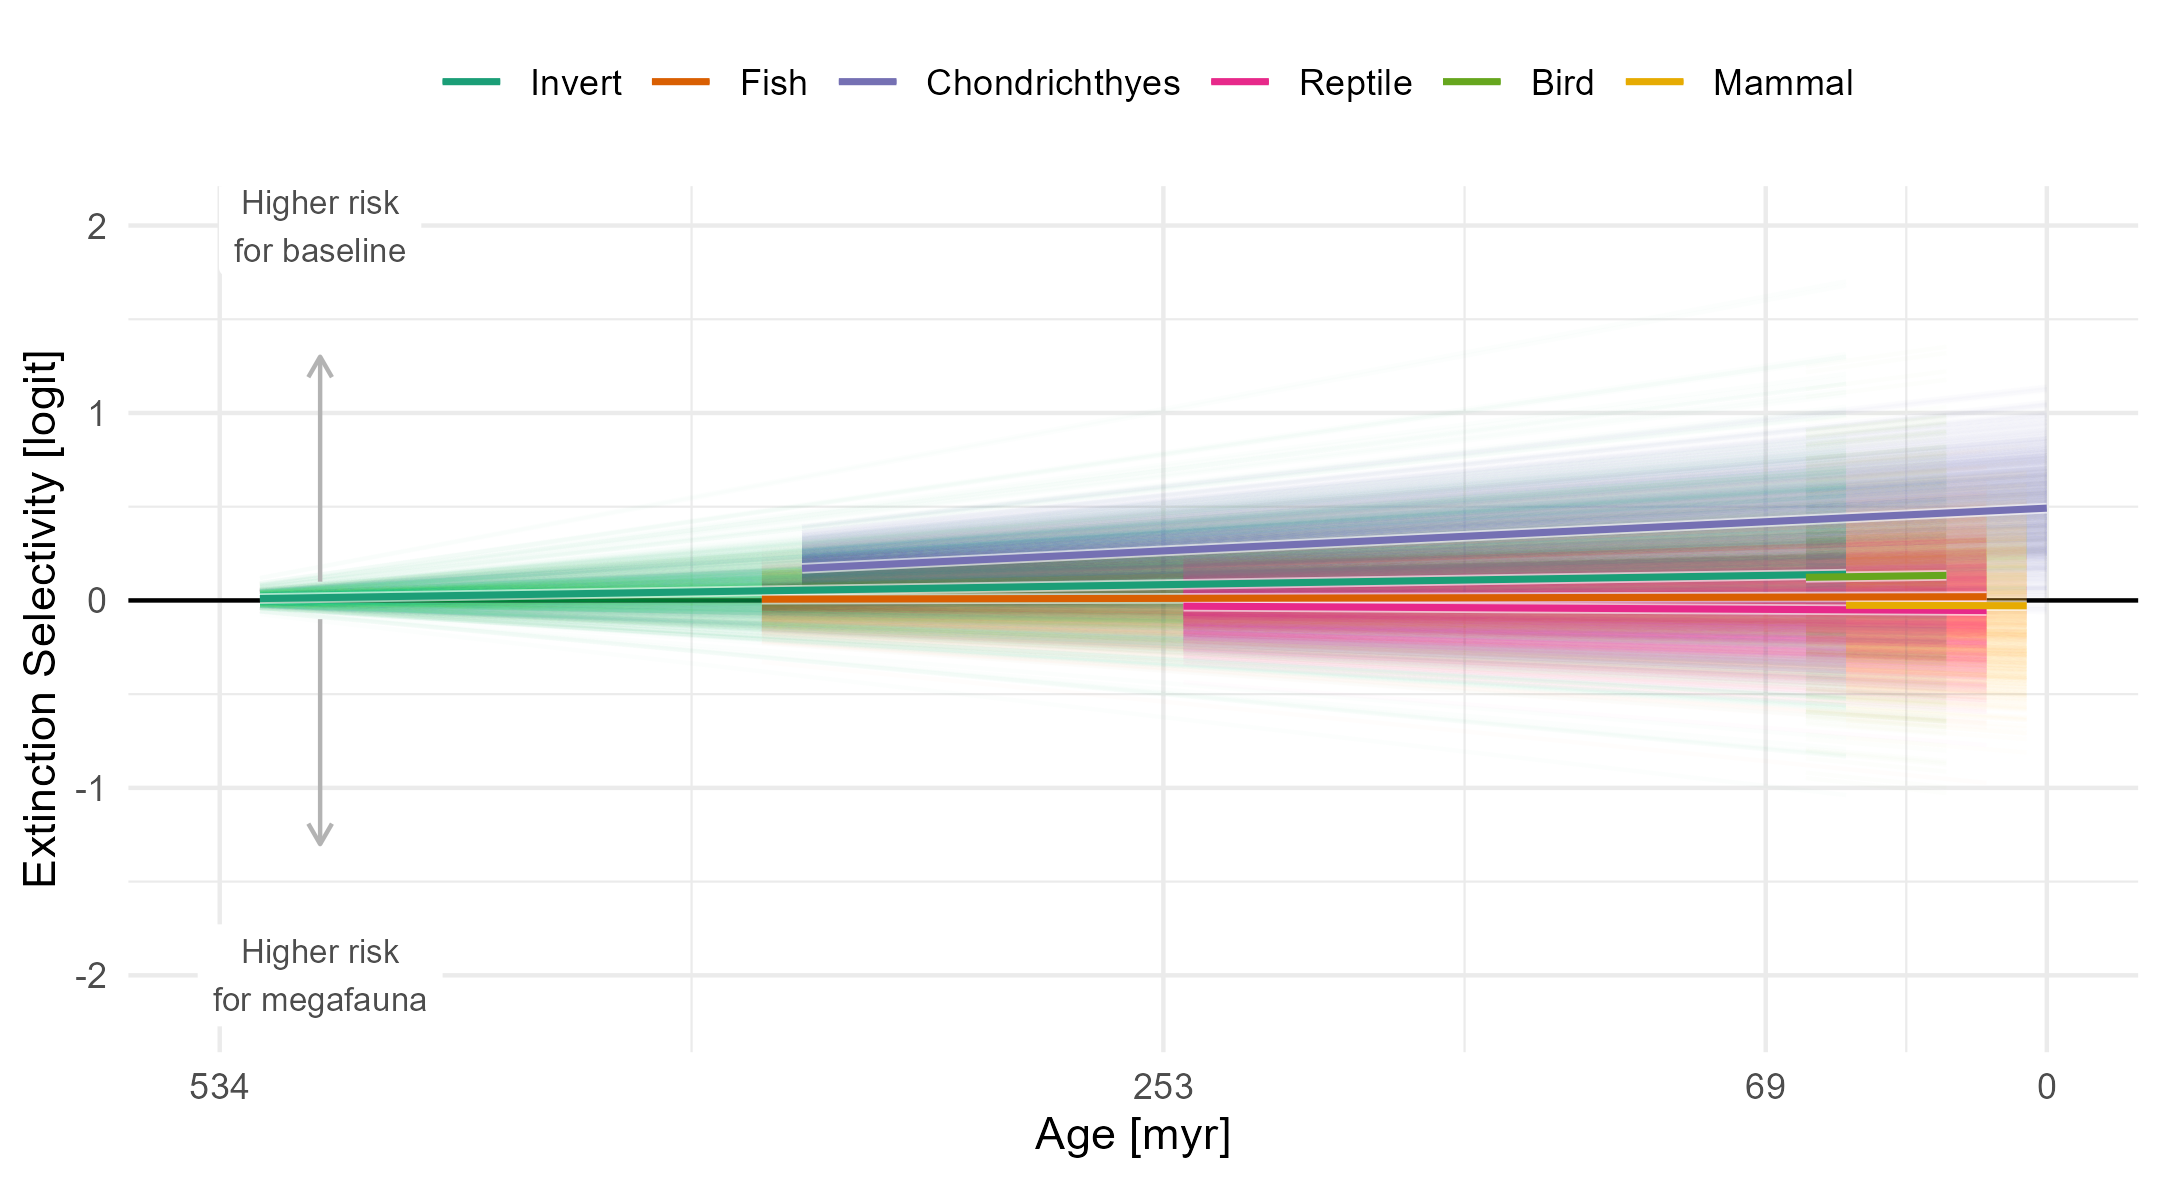 Invert Fish Chondrichthyes Reptile Bird Mammal
Higher risk
for baseline
2
1
0
-1
-2
Extinction Selectivity [logit]
Higher risk
for megafauna
534 253 69 0
Age [myr]